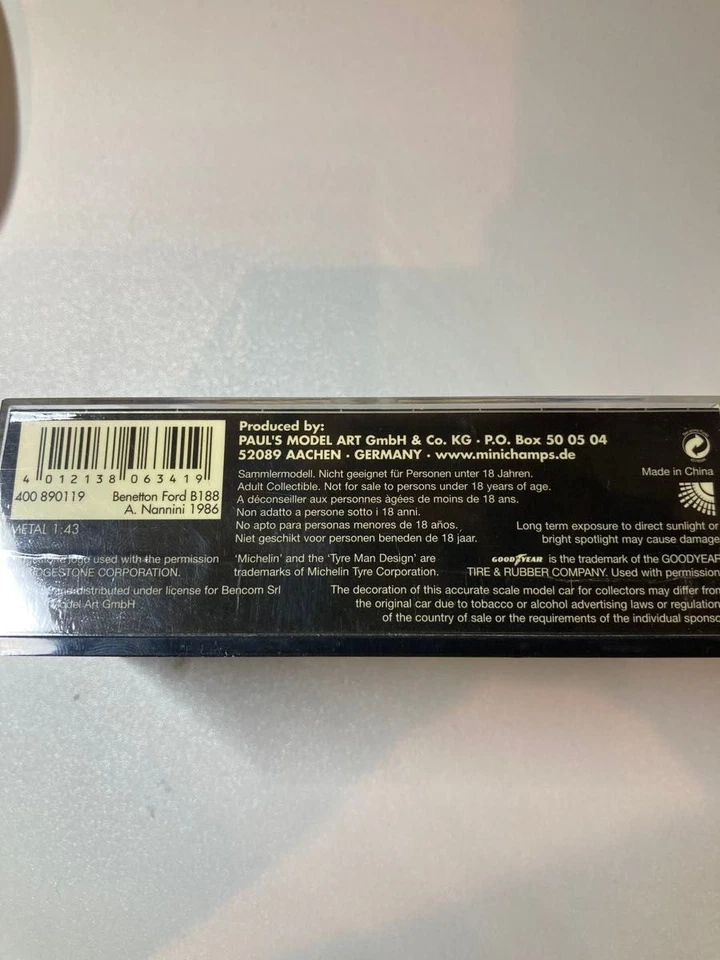 4 012138 063419
400 890119 Benetton Ford B188
A. Nannini 1986
METAL 1:43
Produced by:
PAUL'S MODEL ART GmbH & Co. KG · P.O. Box 50 05 04
52089 AACHEN · GERMANY · www.minichamps.de
Sammlermodell. Nicht geeignet für Personen unter 18 Jahren.
Adult Collectible. Not for sale to persons under 18 years of age.
A déconseiller aux personnes àgées de moins de 18 ans.
Non adatto a persone sotto i 18 anni.
No apto para personas menores de 18 años.
Niet geschikt voor personen beneden de 18 jaar.
Made in China
Long term exposure to direct sunlight or
bright spotlight may cause damage
logo used with the permission
CORPORATION.
distributed under license for Bencom Srl
Model Art GmbH
'Michelin' and the 'Tyre Man Design' are
trademarks of Michelin Tyre Corporation.
GOODYEAR is the trademark of the GOODYEAR
TIRE & RUBBER COMPANY. Used with permission
The decoration of this accurate scale model car for collectors may differ from
the original car due to tobacco or alcohol advertising laws or regulation
of the country of sale or the requirements of the individual